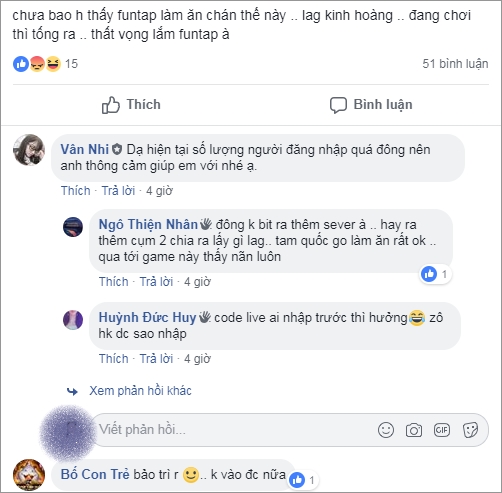 chưa bao h thấy funtap làm ăn chán thế này .. lag kinh hoàng .. đang chơi
thì tống ra .. thất vọng lắm funtap à
15
51 bình luận
Thích
Bình luận
Vân Nhi Dạ hiện tại số lượng người đăng nhập quá đông nên
anh thông cảm giúp em với nhé ạ.
Thích · Trả lời · 4 giờ
Ngô Thiện Nhân đông k bit ra thêm sever à .. hay ra
thêm cụm 2 chia ra lấy gì lag.. tam quốc go làm ăn rất ok ..
qua tới game này thấy nãn luôn
1
Thích · Trả lời · 4 giờ
Huỳnh Đức Huy code live ai nhập trước thì hưởng😂 zô
hk dc sao nhập
Thích · Trả lời · 4 giờ
Xem phản hồi khác
Viết phản hồi...
GIF
Bố Con Trẻ bảo trì r 🙂.. k vào đc nữa
1